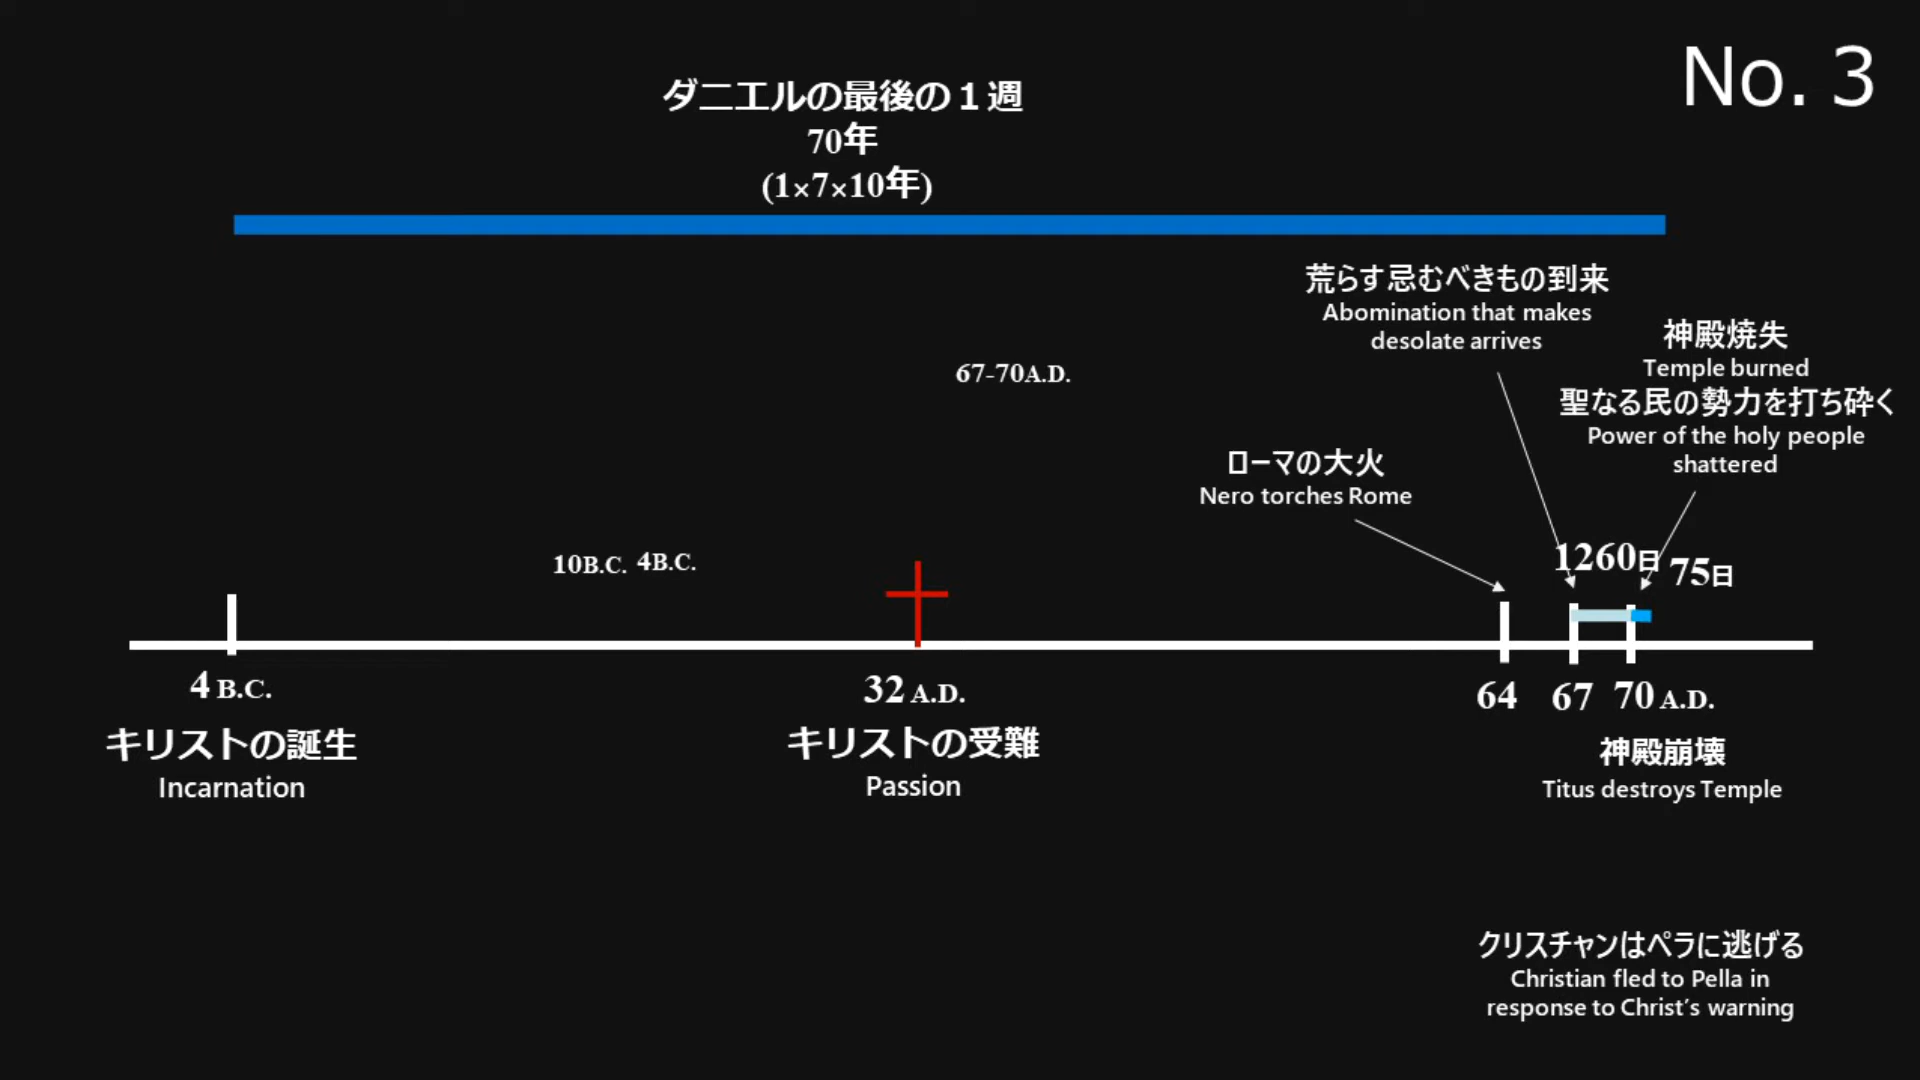 No. 3
ダニエルの最後の１週
70年
(1×7×10年)
荒らす忌むべきもの到来
Abomination that makes
desolate arrives
神殿焼失
Temple burned
聖なる民の勢力を打ち砕く
Power of the holy people
shattered
67-70A.D.
ローマの大火
Nero torches Rome
10B.C. 4B.C.
1260日
75日
4 B.C.
32 A.D.
64
67
70 A.D.
キリストの誕生
Incarnation
キリストの受難
Passion
神殿崩壊
Titus destroys Temple
クリスチャンはペラに逃げる
Christian fled to Pella in
response to Christ's warning